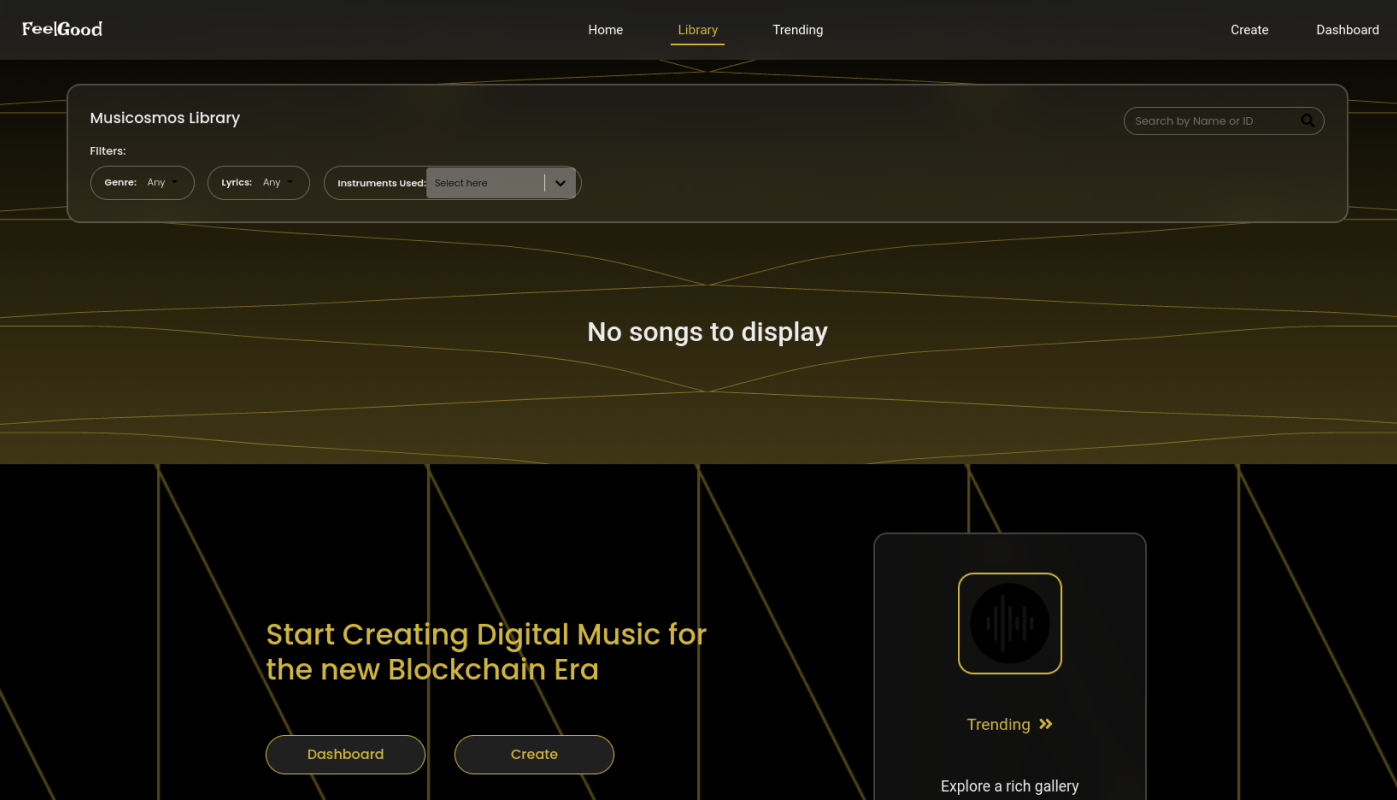 FeelGood
Home
Library
Trending
Create
Dashboard
Musicosmos Library
Search by Name or ID
Filters:
Genre: Any
Lyrics: Any
Instruments Used: Select here
No songs to display
Start Creating Digital Music for
the new Blockchain Era
Dashboard
Create
Trending
Explore a rich gallery